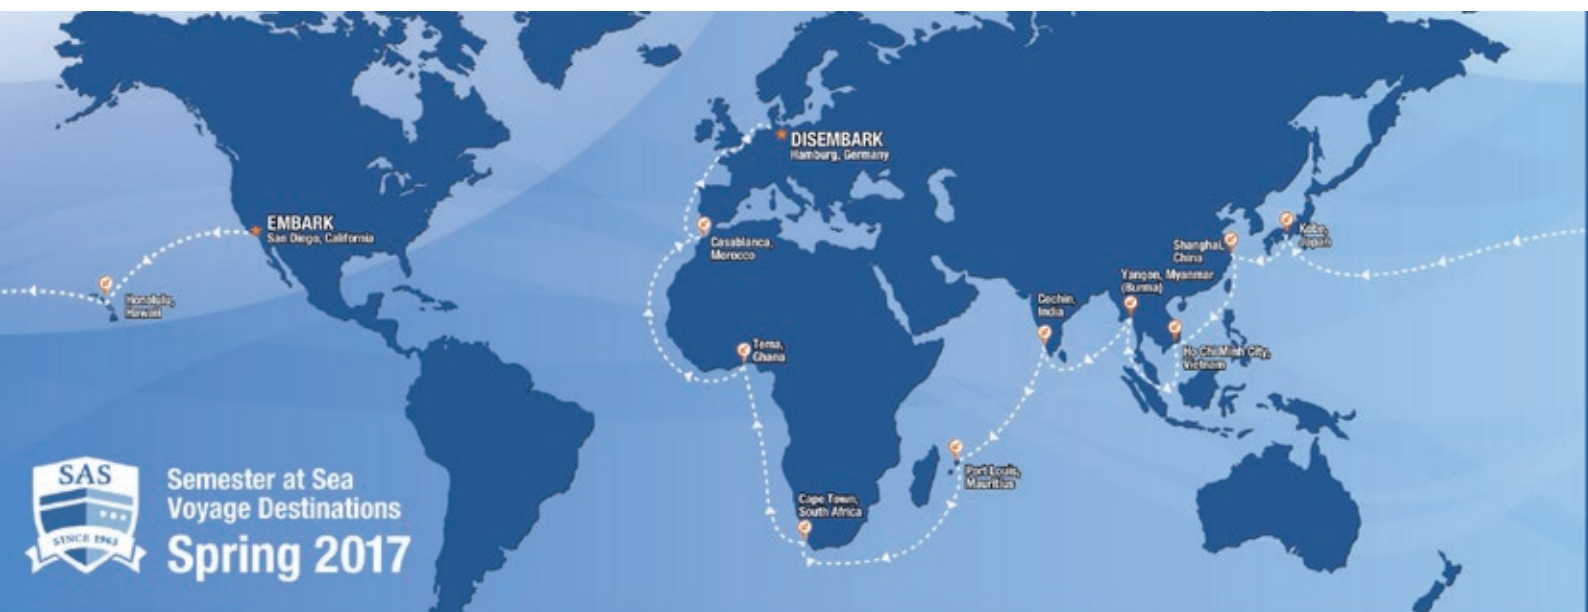 DISEMBARK
Hamburg, Germany
EMBARK
San Diego, California
Honolulu,
Hawaii
Casablanca,
Morocco
Tema,
Ghana
Cape Town,
South Africa
Port Louis,
Mauritius
Cochin,
India
Yangon, Myanmar
(Burma)
Ho Chi Minh City,
Vietnam
Shanghai,
China
Kobe,
Japan
SAS
SINCE 1963
Semester at Sea
Voyage Destinations
Spring 2017